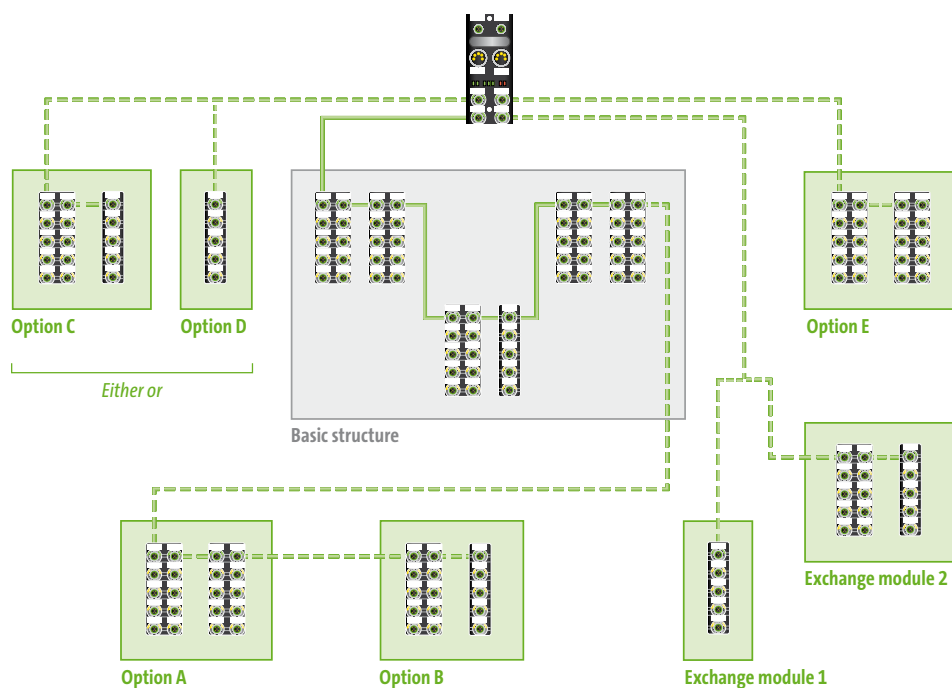 Option C
Option D
Option E
Either or
Basic structure
Exchange module 2
Option A
Option B
Exchange module 1